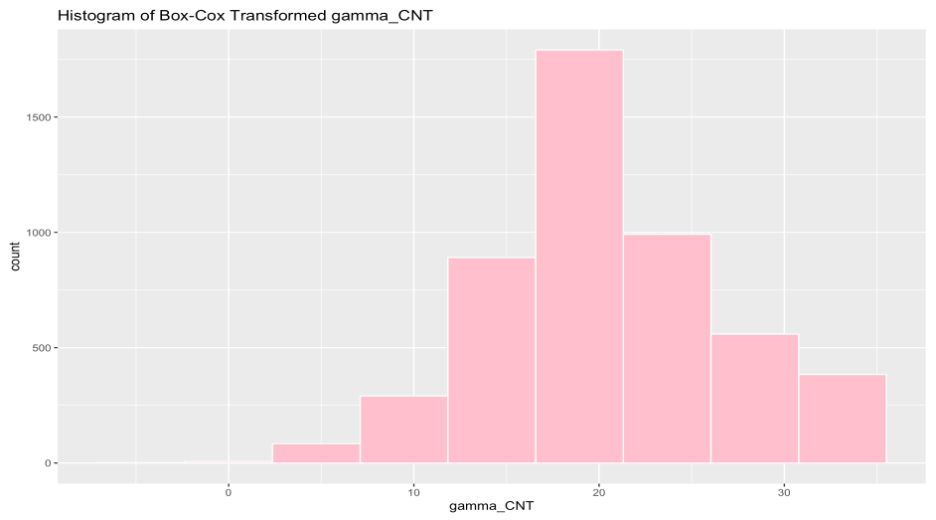 Histogram of Box-Cox Transformed gamma_CNT
1500
1000
500
0
count
0 10 20 30
gamma_CNT